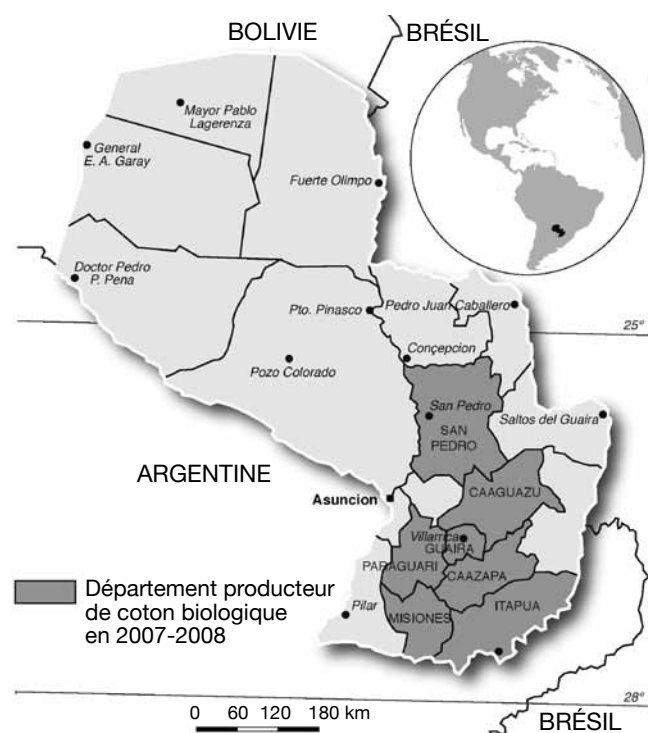 BOLIVIE
BRÉSIL
Mayor Pablo
Lagerenza
General
E. A. Garay
Fuerte Olimpo
Doctor Pedro
P. Pena
Pto. Pinasco
Pedro Juan Caballero
25°
Conçepcion
Pozo Colorado
San Pedro
SAN
PEDRO
Saltos del Guaira
ARGENTINE
CAAGUAZU
Asuncion
Villarrica
GUAIRA
PARAGUARI
CAAZAPA
Département producteur
de coton biologique
en 2007-2008
Pilar
MISIONES
ITAPUA
28°
0 60 120 180 km
BRÉSIL